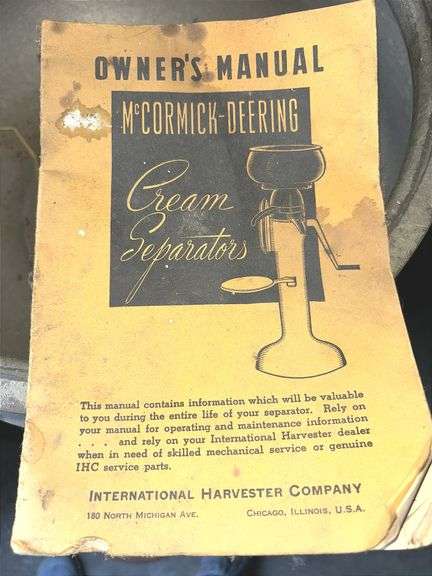 OWNER'S MANUAL
McCORMICK-DEERING
Cream
Separators
This manual contains information which will be valuable
to you during the entire life of your separator. Rely on
your manual for operating and maintenance information
. . . and rely on your International Harvester dealer
when in need of skilled mechanical service or genuine
IHC service parts.
INTERNATIONAL HARVESTER COMPANY
180 NORTH MICHIGAN AVE. CHICAGO, ILLINOIS, U.S.A.